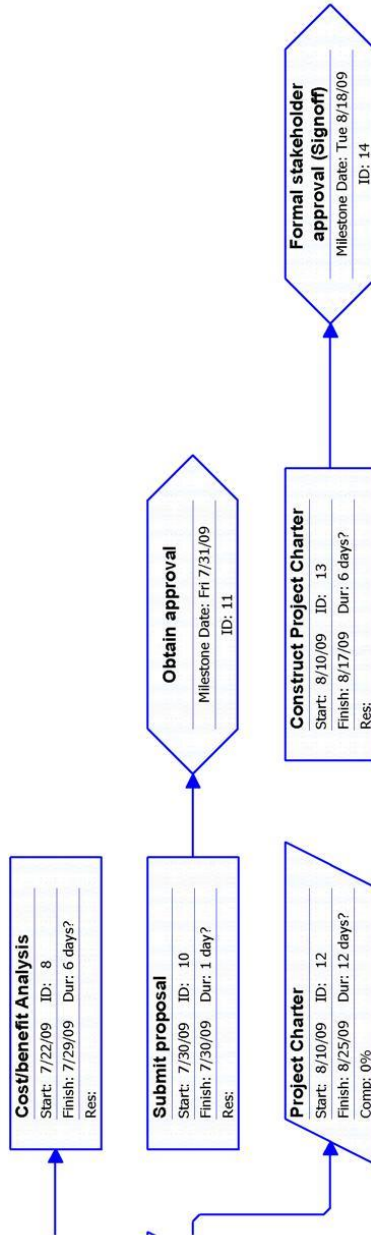 Cost/benefit Analysis
Start: 7/22/09 ID: 8
Finish: 7/29/09 Dur: 6 days?
Res:
Submit proposal
Start: 7/30/09 ID: 10
Finish: 7/30/09 Dur: 1 day?
Res:
Obtain approval
Milestone Date: Fri 7/31/09
ID: 11
Project Charter
Start: 8/10/09 ID: 12
Finish: 8/25/09 Dur: 12 days?
Comp: 0%
Construct Project Charter
Start: 8/10/09 ID: 13
Finish: 8/17/09 Dur: 6 days?
Res:
Formal stakeholder
approval (Signoff)
Milestone Date: Tue 8/18/09
ID: 14